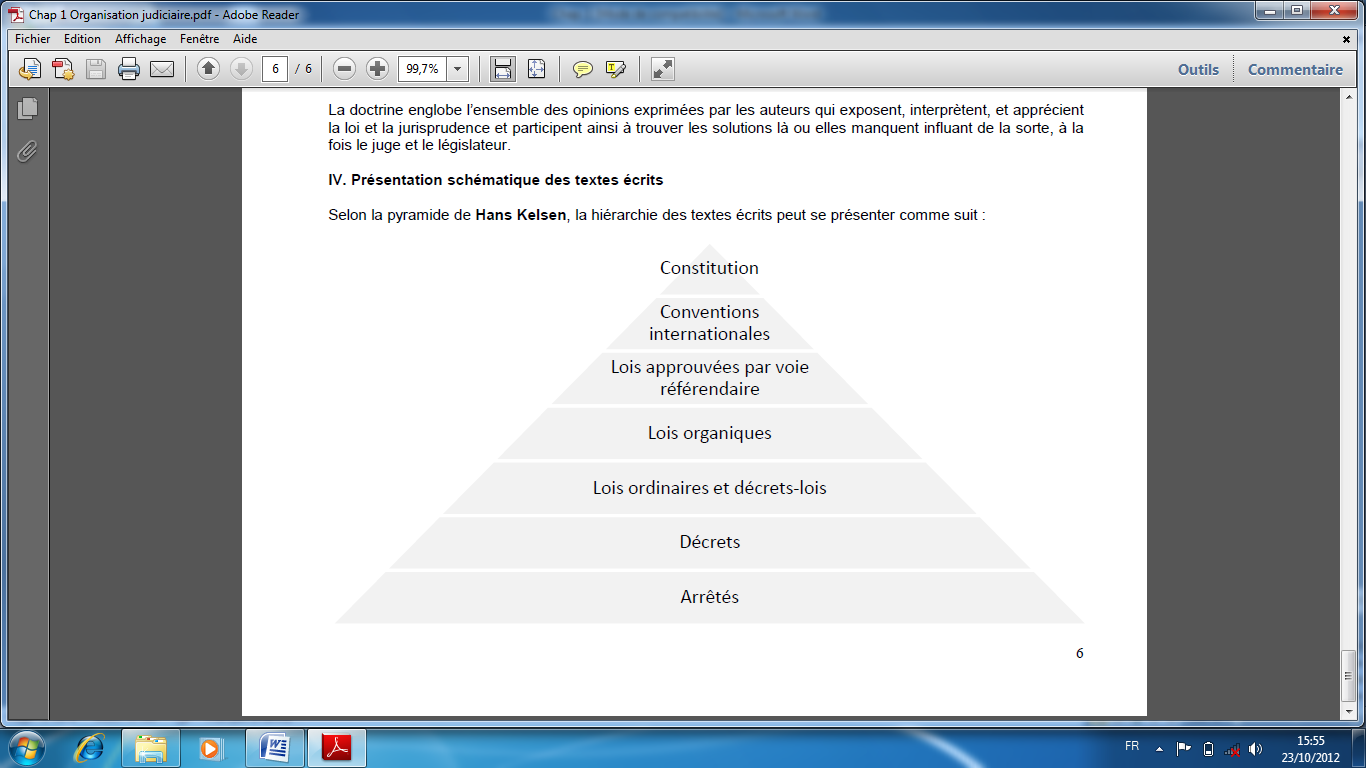 Chap 1 Organisation judiciaire.pdf - Adobe Reader
Fichier Edition Affichage Fenêtre Aide
6 / 6 99,7% Outils Commentaire
La doctrine englobe l’ensemble des opinions exprimées par les auteurs qui exposent, interprètent, et apprécient
la loi et la jurisprudence et participent ainsi à trouver les solutions là ou elles manquent influant de la sorte, à la
fois le juge et le législateur.
IV. Présentation schématique des textes écrits
Selon la pyramide de Hans Kelsen, la hiérarchie des textes écrits peut se présenter comme suit :
Constitution
Conventions
internationales
Lois approuvées par voie
référendaire
Lois organiques
Lois ordinaires et décrets-lois
Décrets
Arrêtés
6
FR
15:55
23/10/2012